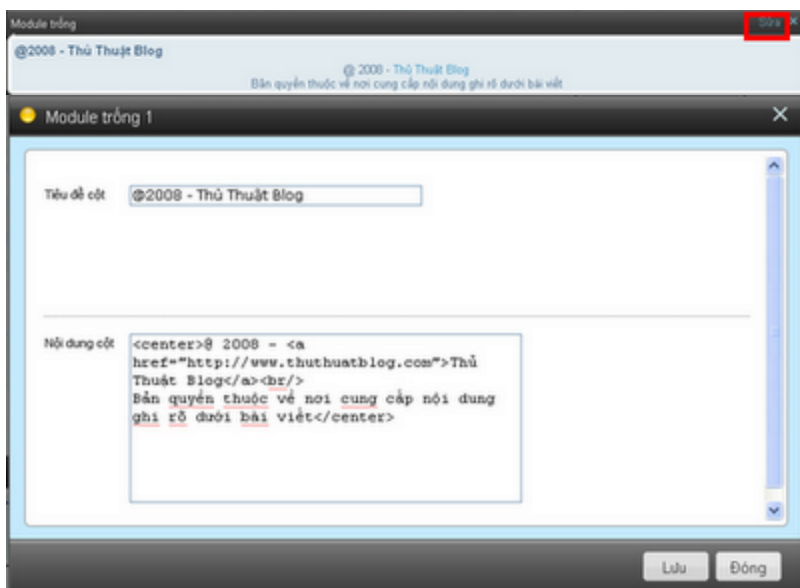 Module trống
Sửa
@2008 - Thủ Thuật Blog
@ 2008 - Thủ Thuật Blog
Bản quyền thuộc về nơi cung cấp nội dung ghi rõ dưới bài viết
Module trống 1
Tiêu đề cột
@2008 - Thủ Thuật Blog
Nội dung cột
<center>@ 2008 - <a
href="http://www.thuthuatblog.com">Thủ
Thuật Blog</a><br/>
Bản quyền thuộc về nơi cung cấp nội dung
ghi rõ dưới bài viết</center>
Lưu
Đóng